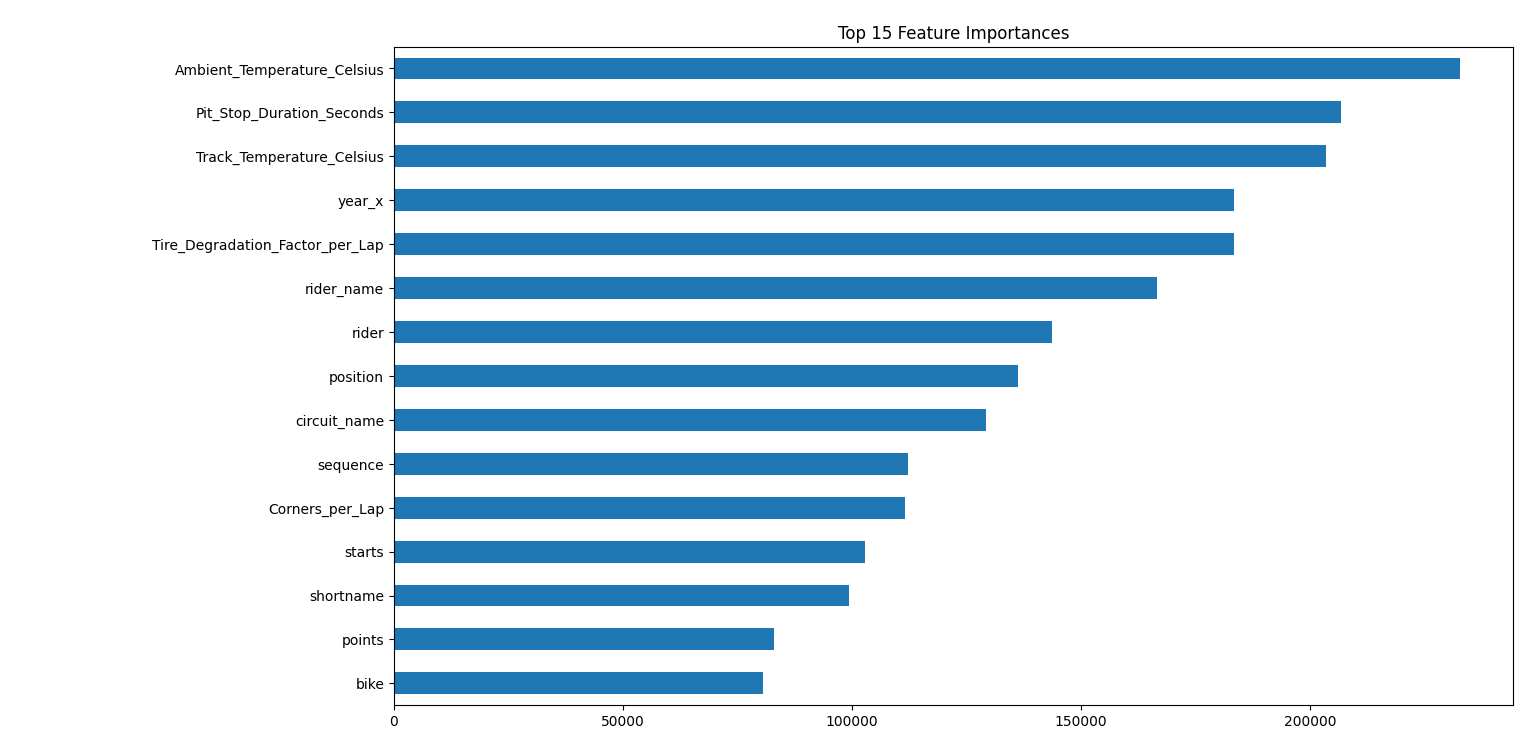 Top 15 Feature Importances
Ambient_Temperature_Celsius
Pit_Stop_Duration_Seconds
Track_Temperature_Celsius
year_x
Tire_Degradation_Factor_per_Lap
rider_name
rider
position
circuit_name
sequence
Corners_per_Lap
starts
shortname
points
bike
0 50000 100000 150000 200000